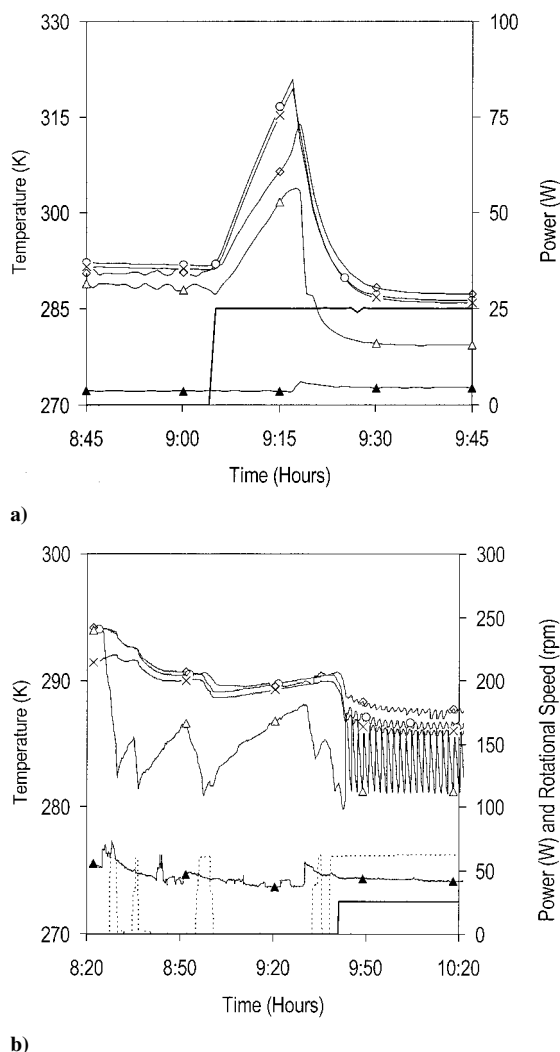 330
100
315
75
300
50
285
25
270
0
Temperature (K)
Power (W)
8:45 9:00 9:15 9:30 9:45
Time (Hours)
a)
300
300
250
290
200
150
280
100
275
50
270
0
Temperature (K)
Power (W) and Rotational Speed (rpm)
8:20 8:50 9:20 9:50 10:20
Time (Hours)
b)